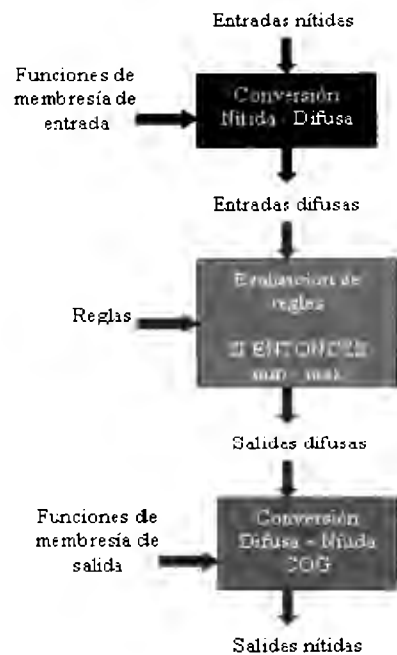 Entradas nítidas
Funciones de
membresía de
entrada
Conversión
Nítida - Difusa
Entradas difusas
Evaluación de
reglas
Reglas
SI ENTONCES
min - max
Salidas difusas
Funciones de
membresía de
salida
Conversión
Difusa - Nítida
COG
Salidas nítidas